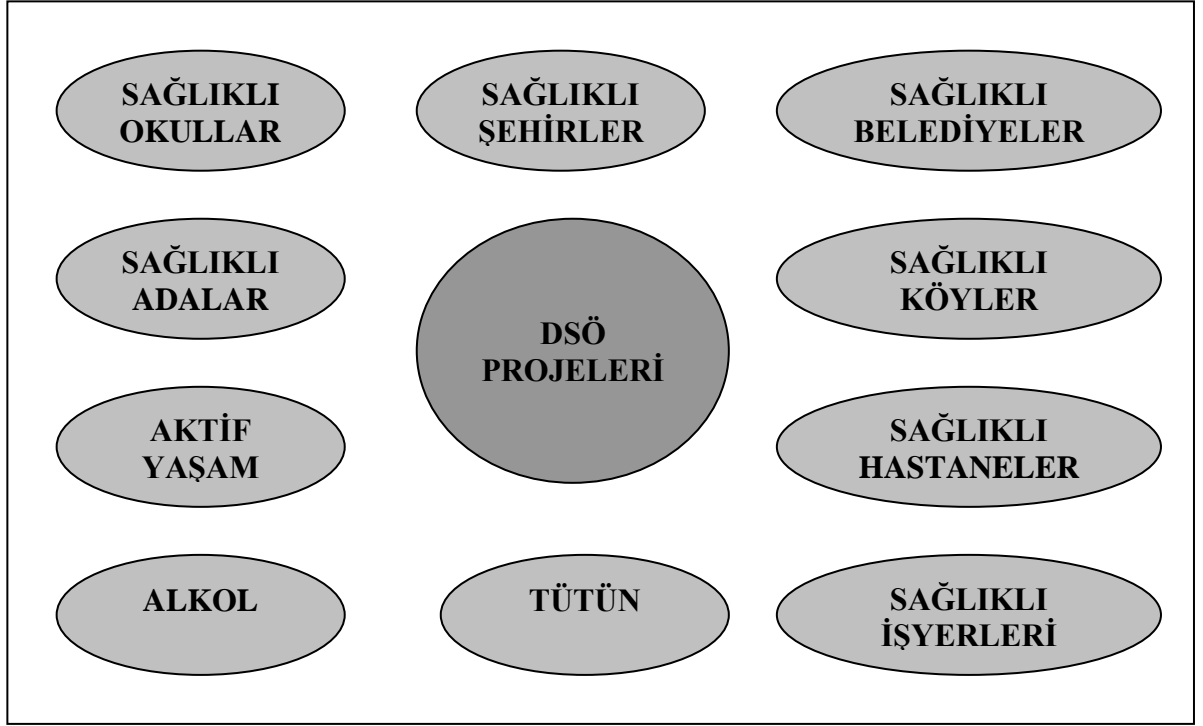 SAĞLIKLI
OKULLAR
SAĞLIKLI
ŞEHİRLER
SAĞLIKLI
BELEDİYELER
SAĞLIKLI
ADALAR
DSÖ
PROJELERİ
SAĞLIKLI
KÖYLER
AKTİF
YAŞAM
SAĞLIKLI
HASTANELER
ALKOL
TÜTÜN
SAĞLIKLI
İŞYERLERİ